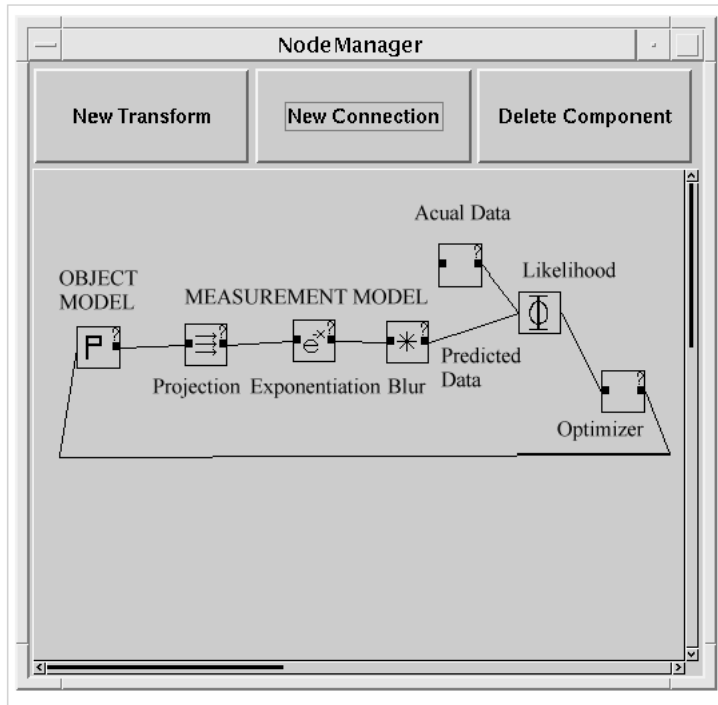 NodeManager
New Transform
New Connection
Delete Component
Acual Data
?
Likelihood
Φ
OBJECT
MODEL
MEASUREMENT MODEL
P
?
?
e-x
?
*
?
Predicted
Data
?
Projection
Exponentiation
Blur
Optimizer